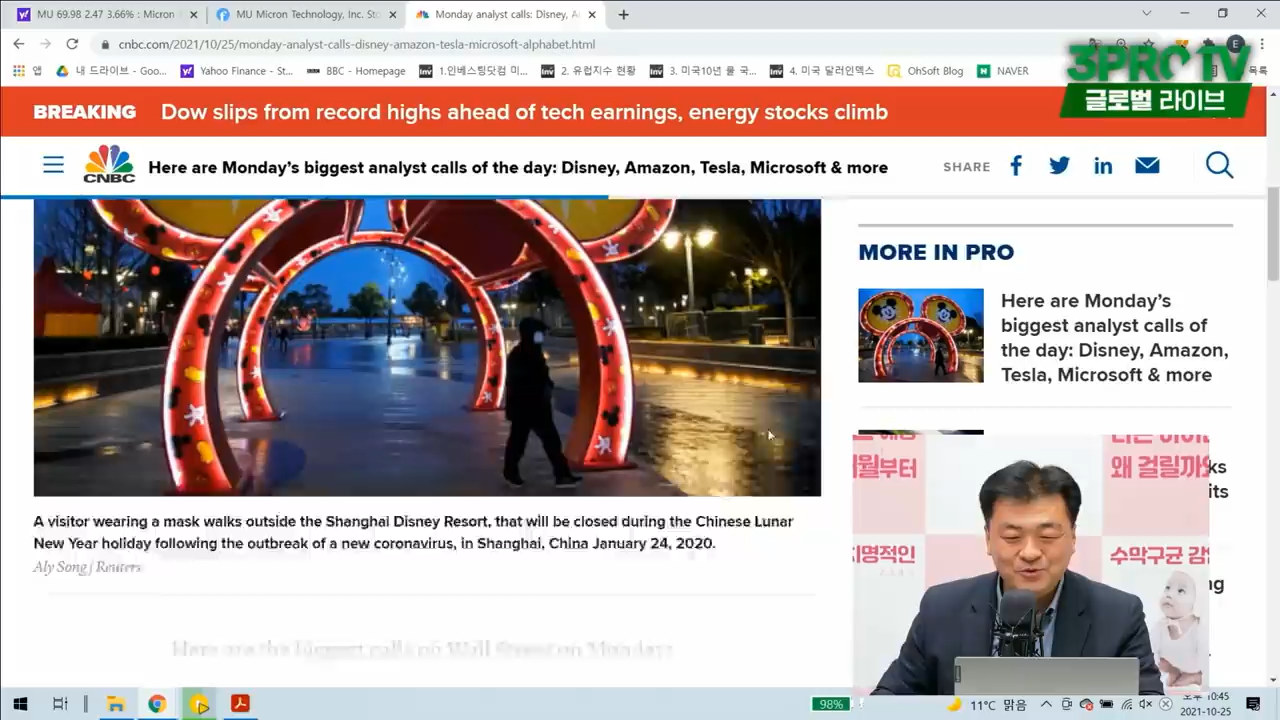 MU 69.98 2.47 3.66% : Micron
MU Micron Technology, Inc. Sto
Monday analyst calls: Disney, A
cnbc.com/2021/10/25/monday-analyst-calls-disney-amazon-tesla-microsoft-alphabet.html
앱
내 드라이브 - Goo...
Yahoo Finance - St...
BBC - Homepage
1.인베스팅닷컴 미...
2. 유럽지수 현황
3. 미국10년 물 국...
4. 미국 달러인덱스
OhSoft Blog
NAVER
목록
3PRO TV
글로벌 라이브
BREAKING
Dow slips from record highs ahead of tech earnings, energy stocks climb
CNBC
Here are Monday's biggest analyst calls of the day: Disney, Amazon, Tesla, Microsoft & more
SHARE
MORE IN PRO
Here are Monday's
biggest analyst calls of
the day: Disney, Amazon,
Tesla, Microsoft & more
A visitor wearing a mask walks outside the Shanghai Disney Resort, that will be closed during the Chinese Lunar
New Year holiday following the outbreak of a new coronavirus, in Shanghai, China January 24, 2020.
Aly Song | Reuters
Here are the biggest calls on Wall Street on Monday:
월부터
왜 걸릴까
치명적인
수막구균 감
98%
11°C 맑음
오후 10:45
2021-10-25